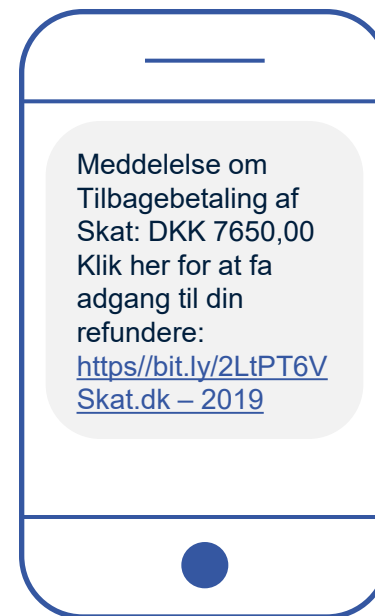 Meddelelse om
Tilbagebetaling af
Skat: DKK 7650,00
Klik her for at fa
adgang til din
refundere:
https//bit.ly/2LtPT6V
Skat.dk – 2019